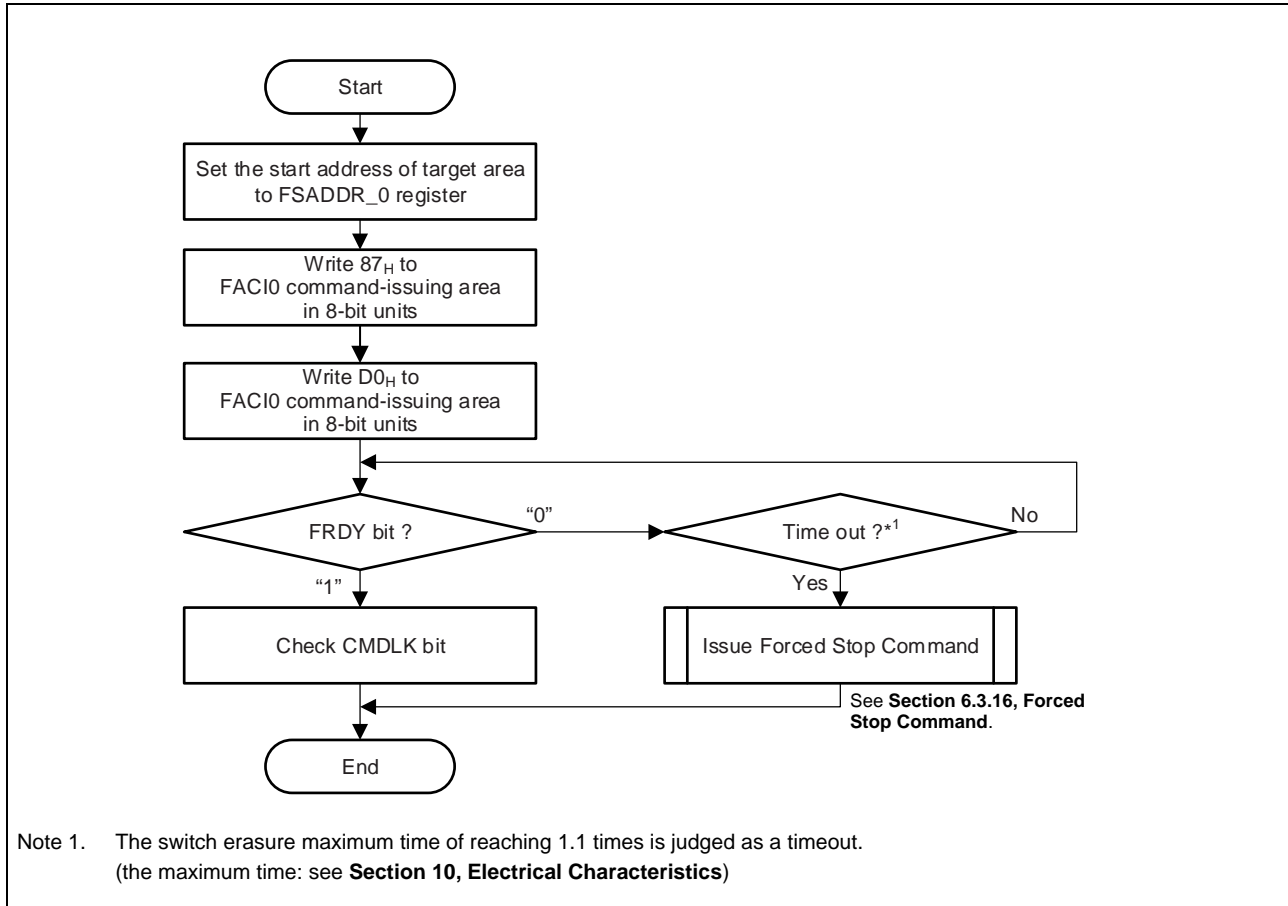 Start
Set the start address of target area
to FSADDR_0 register
Write 87H to
FACI0 command-issuing area
in 8-bit units
Write D0H to
FACI0 command-issuing area
in 8-bit units
FRDY bit ?
“0”
Time out ?*1
No
“1”
Yes
Check CMDLK bit
Issue Forced Stop Command
See Section 6.3.16, Forced
Stop Command.
End
Note 1. The switch erasure maximum time of reaching 1.1 times is judged as a timeout.
(the maximum time: see Section 10, Electrical Characteristics)